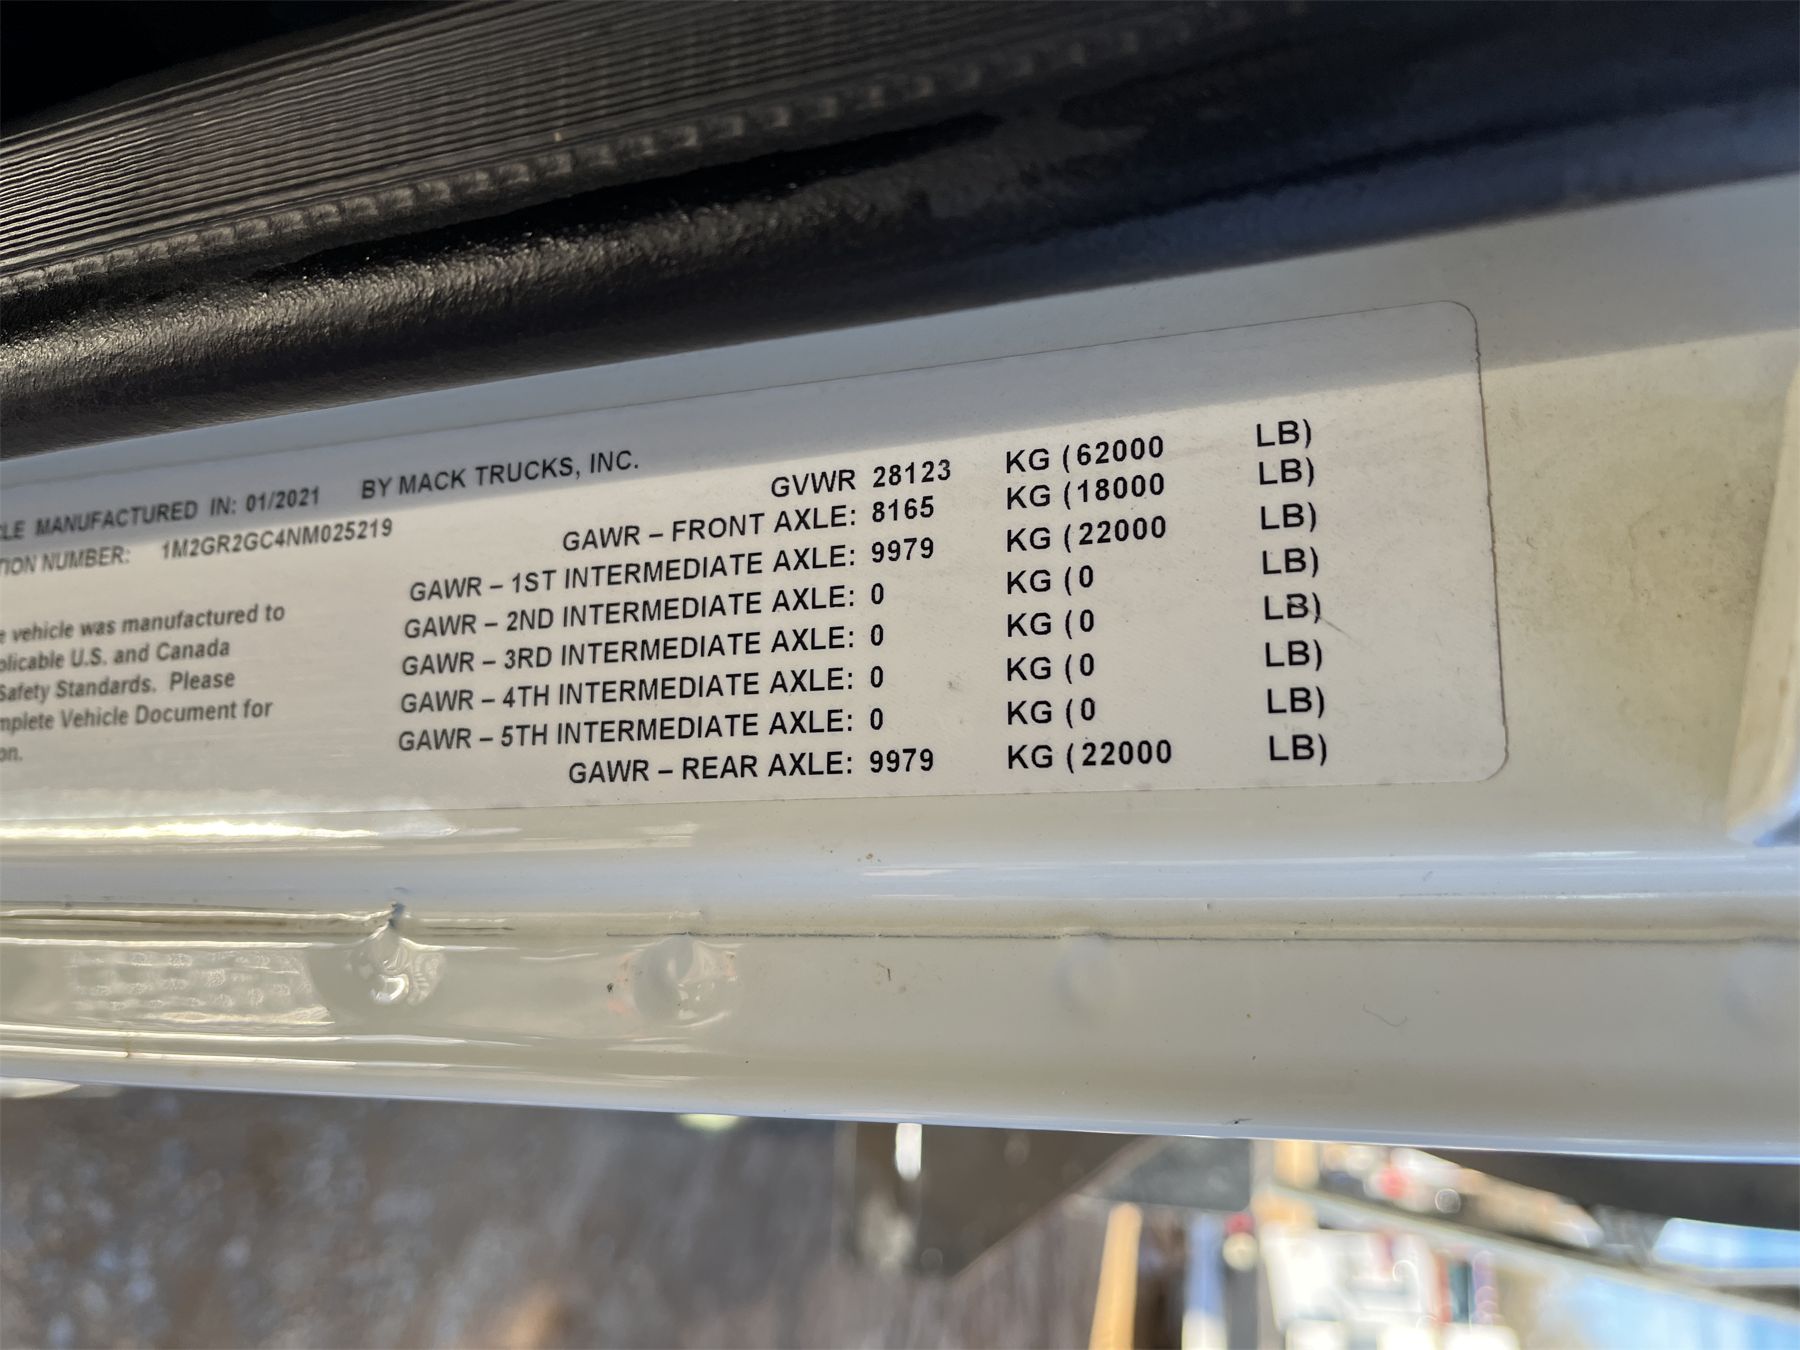 CLE MANUFACTURED IN: 01/2021 BY MACK TRUCKS, INC.
TION NUMBER: 1M2GR2GC4NM025219
GVWR 28123 KG (62000 LB)
GAWR – FRONT AXLE: 8165 KG (18000 LB)
GAWR – 1ST INTERMEDIATE AXLE: 9979 KG (22000 LB)
GAWR – 2ND INTERMEDIATE AXLE: 0 KG (0 LB)
GAWR – 3RD INTERMEDIATE AXLE: 0 KG (0 LB)
GAWR – 4TH INTERMEDIATE AXLE: 0 KG (0 LB)
GAWR – 5TH INTERMEDIATE AXLE: 0 KG (0 LB)
GAWR – REAR AXLE: 9979 KG (22000 LB)
e vehicle was manufactured to
plicable U.S. and Canada
Safety Standards. Please
mplete Vehicle Document for
on.